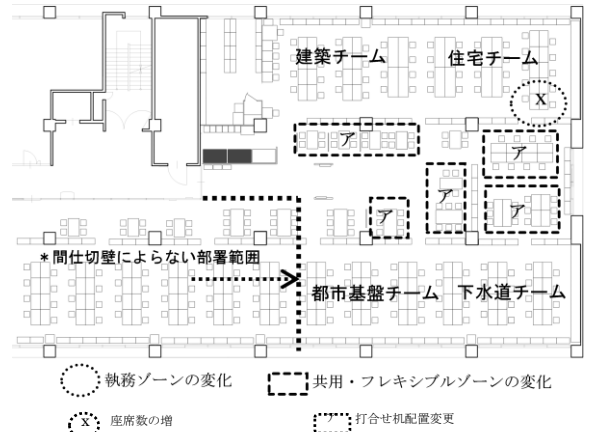 建築チーム 住宅チーム
x
ア
ア
ア
ア
ア
＊間仕切壁によらない部署範囲
都市基盤チーム 下水道チーム
執務ゾーンの変化 共用・フレキシブルゾーンの変化
x 座席数の増 ア 打合せ机配置変更